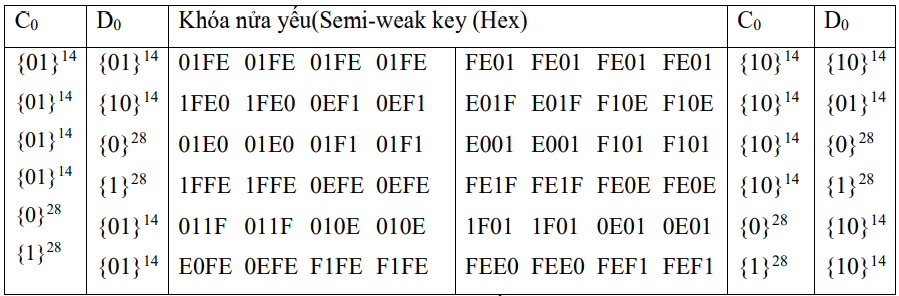 C₀ D₀ Khóa nửa yếu(Semi-weak key (Hex) C₀ D₀
{01}¹⁴ {01}¹⁴ 01FE 01FE 01FE 01FE FE01 FE01 FE01 FE01 {10}¹⁴ {10}¹⁴
{01}¹⁴ {10}¹⁴ 1FE0 1FE0 0EF1 0EF1 E01F E01F F10E F10E {10}¹⁴ {01}¹⁴
{01}¹⁴ {0}²⁸ 01E0 01E0 01F1 01F1 E001 E001 F101 F101 {10}¹⁴ {0}²⁸
{01}¹⁴ {1}²⁸ 1FFE 1FFE 0EFE 0EFE FE1F FE1F FE0E FE0E {10}¹⁴ {1}²⁸
{0}²⁸ {01}¹⁴ 011F 011F 010E 010E 1F01 1F01 0E01 0E01 {0}²⁸ {10}¹⁴
{1}²⁸ {01}¹⁴ E0FE 0EFE F1FE F1FE FEE0 FEE0 FEF1 FEF1 {1}²⁸ {10}¹⁴